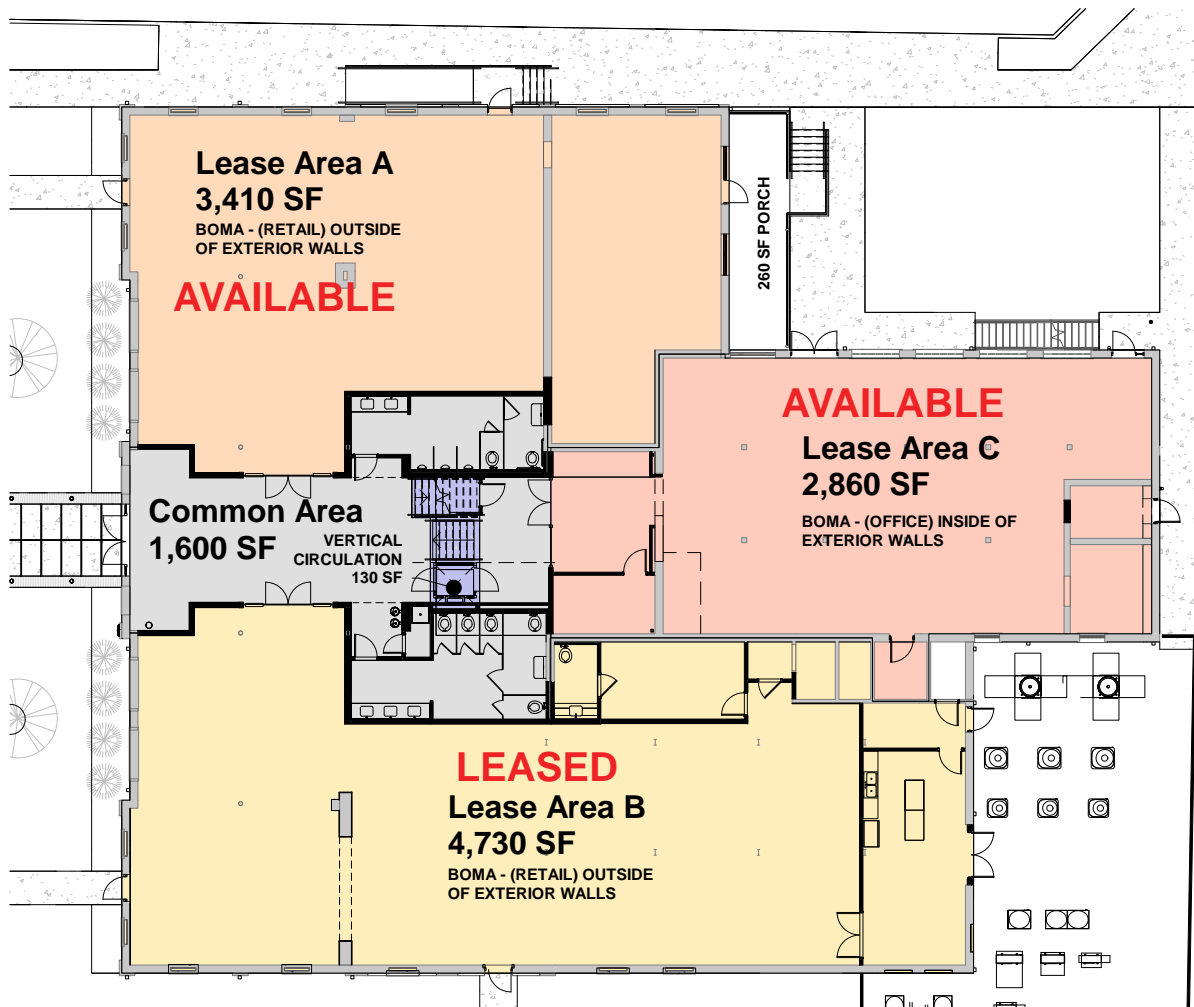 Lease Area A
3,410 SF
BOMA - (RETAIL) OUTSIDE
OF EXTERIOR WALLS
AVAILABLE
260 SF PORCH
AVAILABLE
Lease Area C
2,860 SF
BOMA - (OFFICE) INSIDE OF
EXTERIOR WALLS
Common Area
1,600 SF
VERTICAL
CIRCULATION
130 SF
LEASED
Lease Area B
4,730 SF
BOMA - (RETAIL) OUTSIDE
OF EXTERIOR WALLS